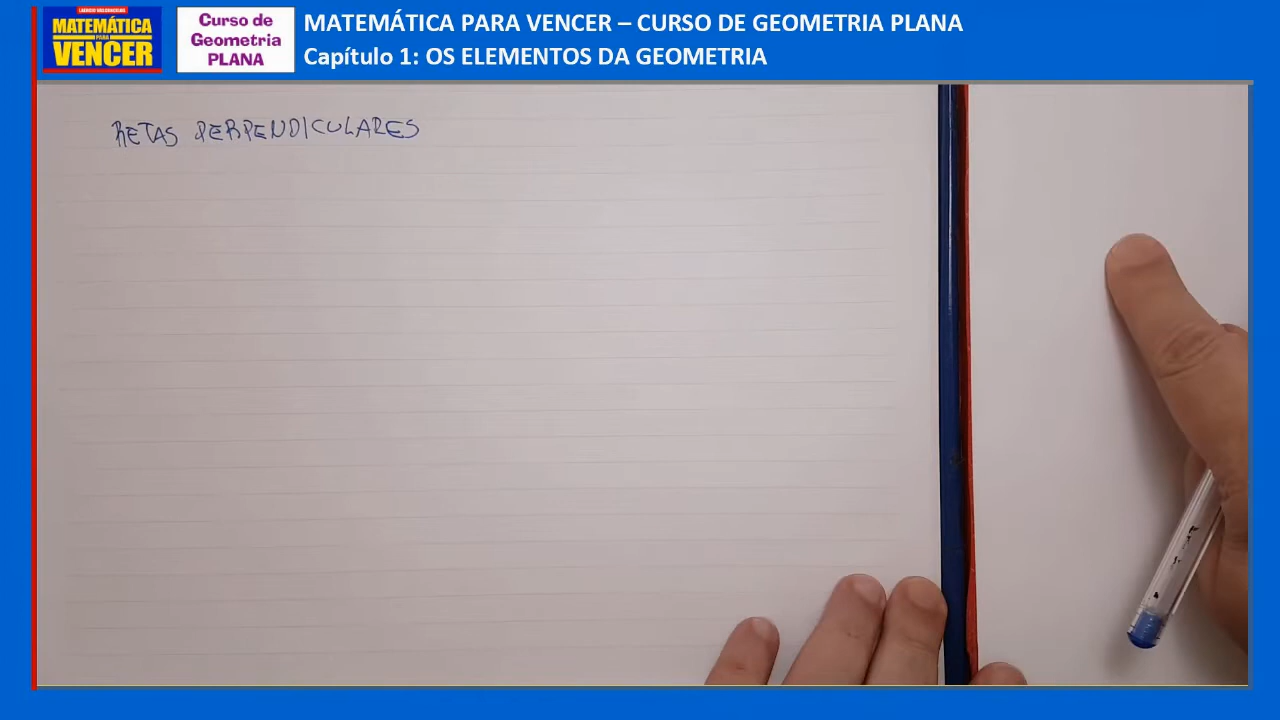 MATEMÁTICA
PARA
VENCER
Curso de
Geometria
PLANA
MATEMÁTICA PARA VENCER – CURSO DE GEOMETRIA PLANA
Capítulo 1: OS ELEMENTOS DA GEOMETRIA
RETAS PERPENDICULARES